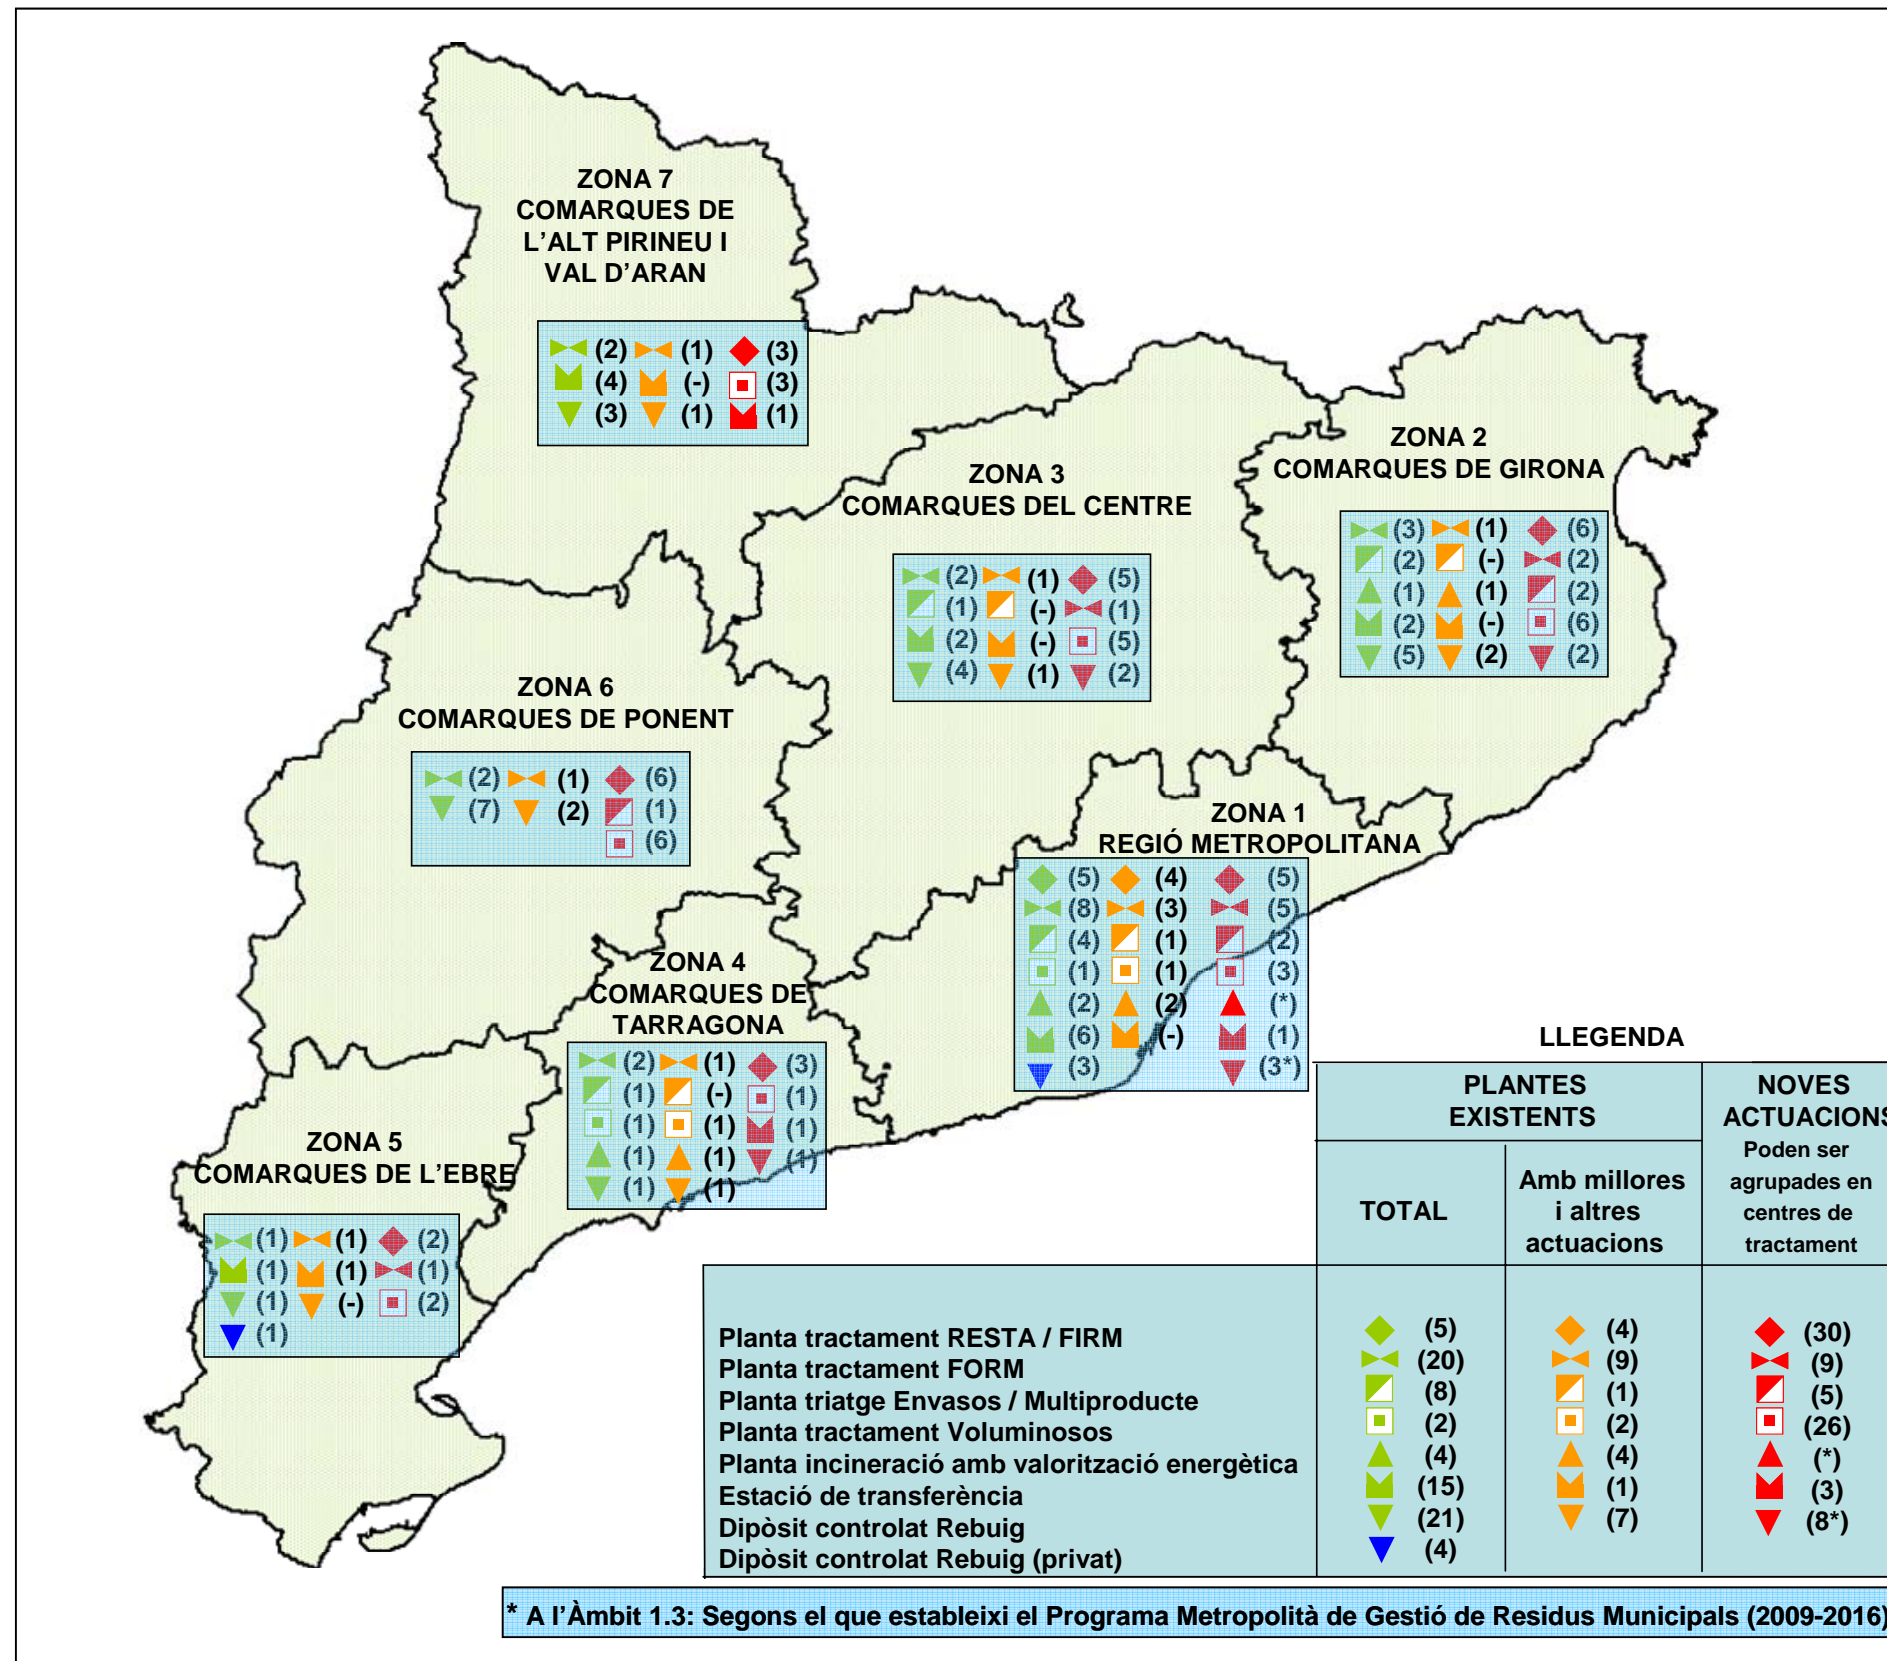 ZONA 7
COMARQUES DE
L'ALT PIRINEU I
VAL D'ARAN
(2) (1) (3)
(4) (-) (3)
(3) (1) (1)
ZONA 2
COMARQUES DE GIRONA
(3) (1) (6)
(2) (-) (2)
(1) (1) (2)
(2) (-) (6)
(5) (2) (2)
ZONA 3
COMARQUES DEL CENTRE
(2) (1) (5)
(1) (-) (1)
(2) (-) (5)
(4) (1) (2)
ZONA 6
COMARQUES DE PONENT
(2) (1) (6)
(7) (2) (1)
(6)
ZONA 1
REGIÓ METROPOLITANA
(5) (4) (5)
(8) (3) (5)
(4) (1) (2)
(1) (1) (3)
(2) (2) (*)
(6) (-) (1)
(3) (3*)
ZONA 4
COMARQUES DE
TARRAGONA
(2) (1) (3)
(1) (-) (1)
(1) (1) (1)
(1) (1) (1)
(1) (1)
ZONA 5
COMARQUES DE L'EBRE
(1) (1) (2)
(1) (1) (1)
(1) (-) (2)
(1)
LLEGENDA
PLANTES
EXISTENTS
TOTAL
Amb millores
i altres
actuacions
NOVES
ACTUACIONS
Poden ser
agrupades en
centres de
tractament
Planta tractament RESTA / FIRM (5) (4) (30)
Planta tractament FORM (20) (9) (9)
Planta triatge Envasos / Multiproducte (8) (1) (5)
Planta tractament Voluminosos (2) (2) (26)
Planta incineració amb valorització energètica (4) (4) (*)
Estació de transferència (15) (1) (3)
Dipòsit controlat Rebuig (21) (7) (8*)
Dipòsit controlat Rebuig (privat) (4)
* A l'Àmbit 1.3: Segons el que estableixi el Programa Metropolità de Gestió de Residus Municipals (2009-2016)